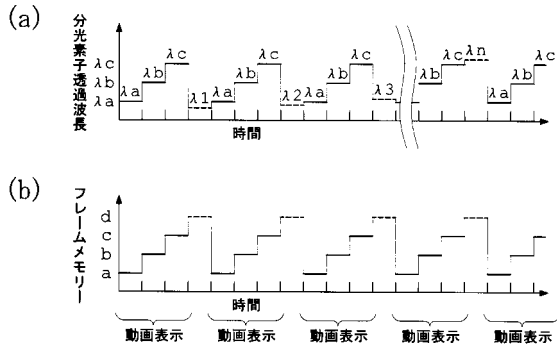 (a)
分光素子透過波長
λc
λb
λa
λa λb λc λ1 λa λb λc λ2 λa λb λc λ3 λb λc λn λa λb λc
時間
(b)
フレームメモリー
d
c
b
a
時間
動画表示 動画表示 動画表示 動画表示 動画表示